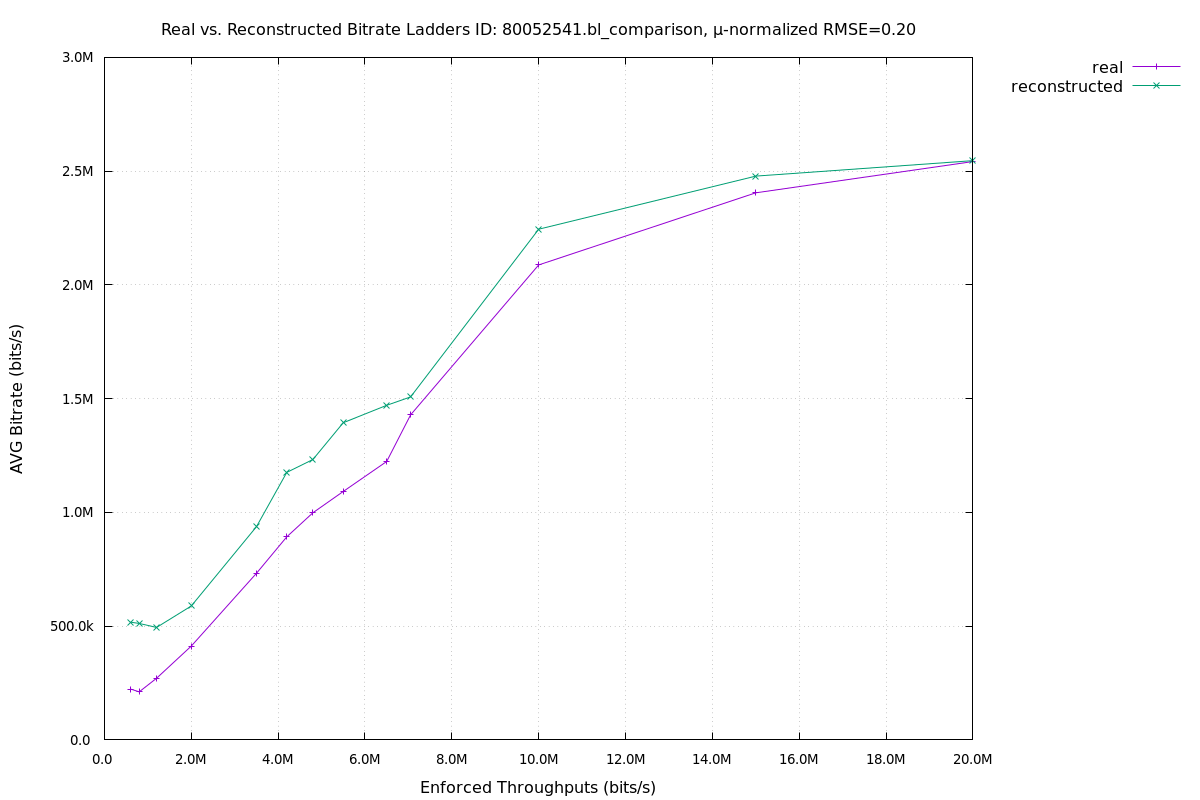 Real vs. Reconstructed Bitrate Ladders ID: 80052541.bl_comparison, μ-normalized RMSE=0.20
real
reconstructed
3.0M
2.5M
2.0M
1.5M
1.0M
500.0k
0.0
AVG Bitrate (bits/s)
0.0 2.0M 4.0M 6.0M 8.0M 10.0M 12.0M 14.0M 16.0M 18.0M 20.0M
Enforced Throughputs (bits/s)